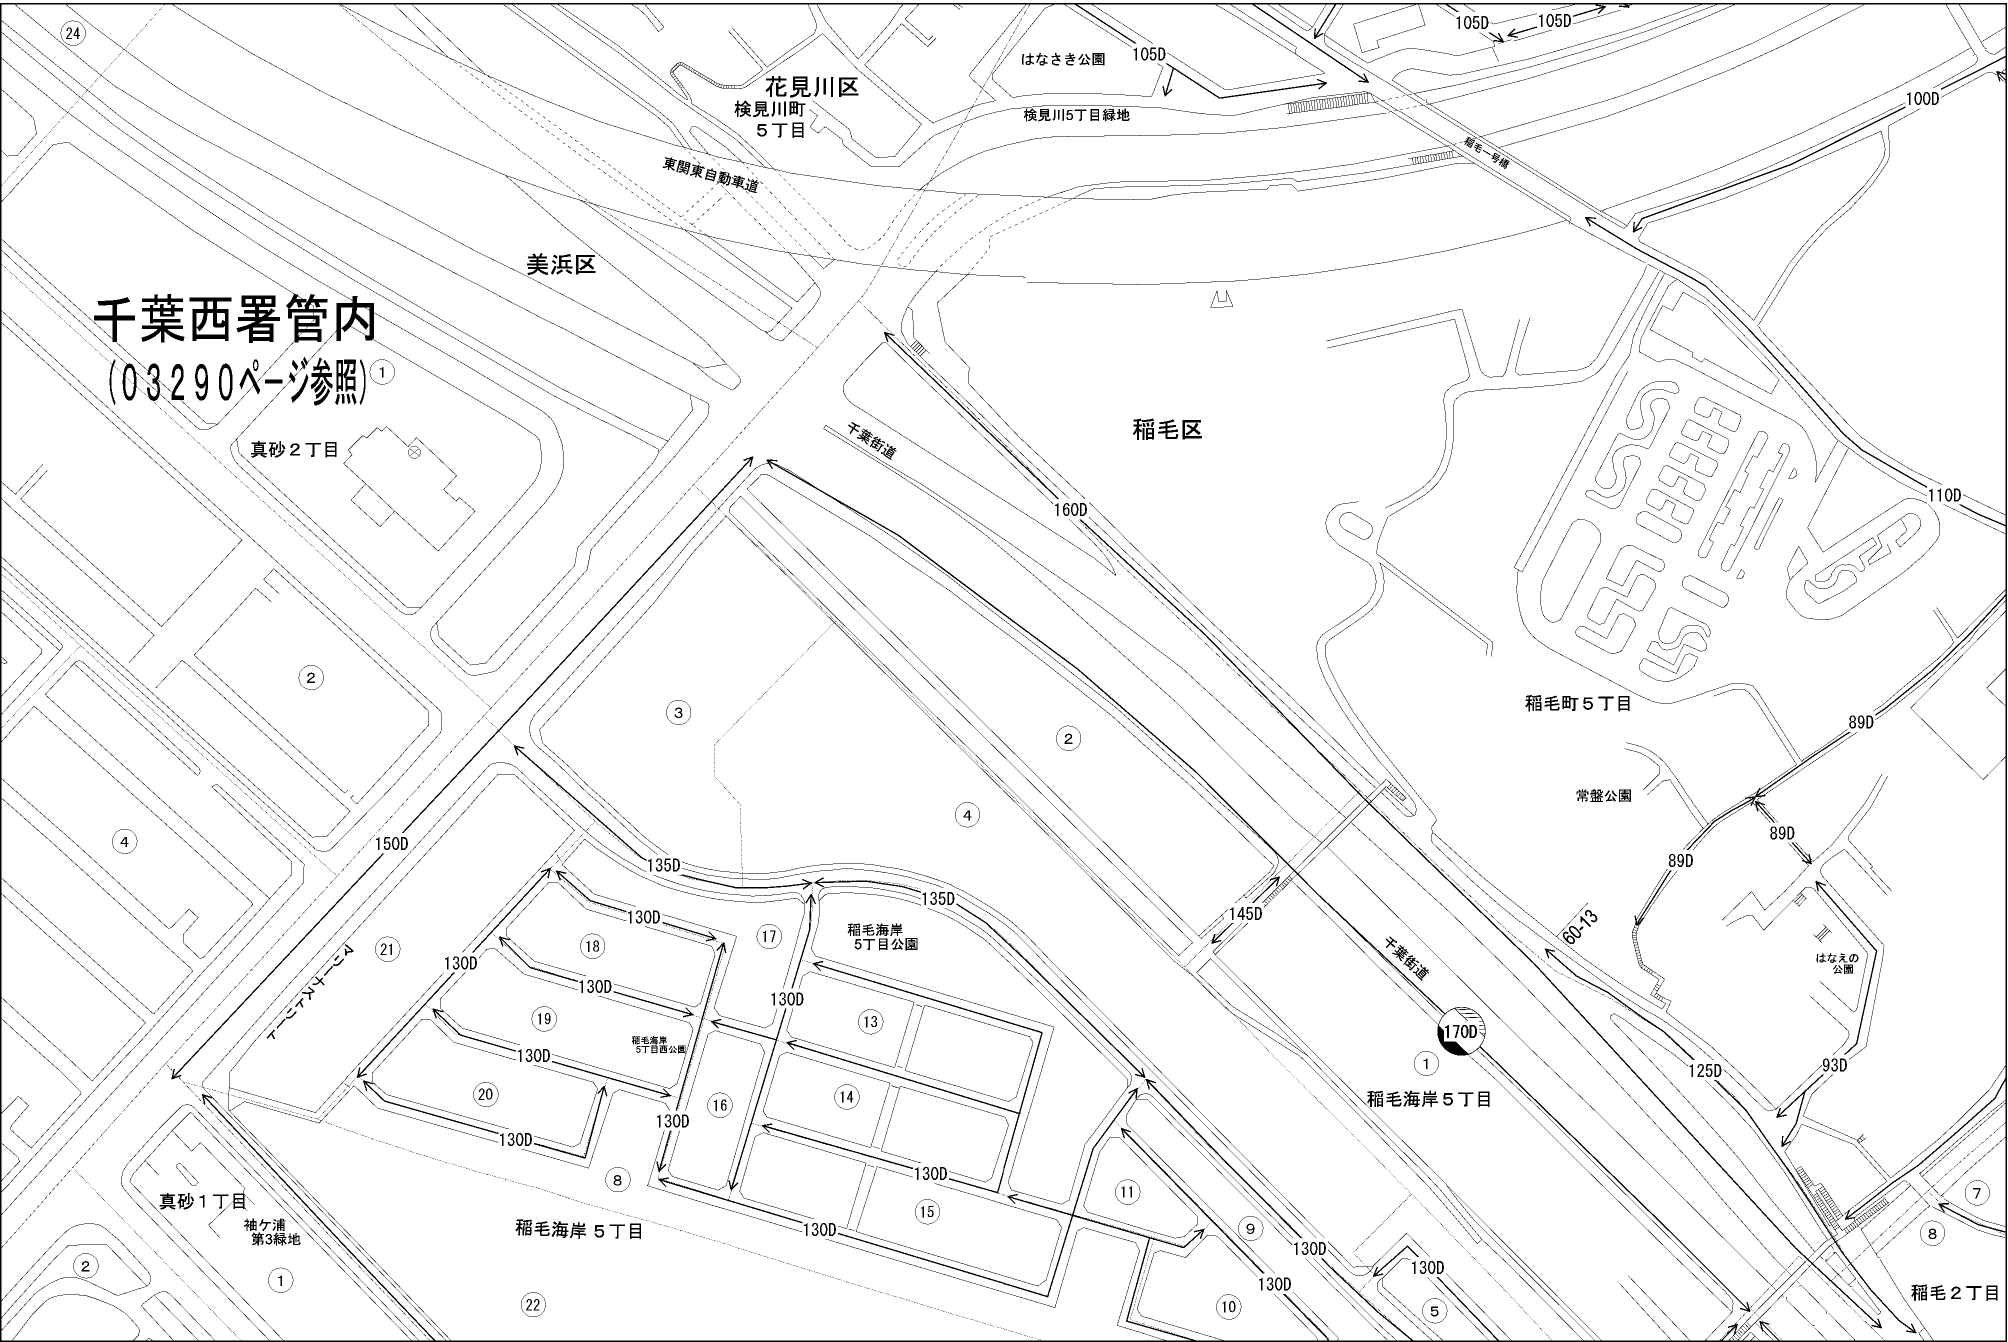 24
105D
105D
105D
はなさき公園
花見川区
検見川町
5丁目
検見川5丁目緑地
100D
稲毛一号橋
東関東自動車道
美浜区
千葉西署管内
(03290ページ参照)
1
真砂2丁目
千葉街道
稲毛区
160D
110D
2
3
2
稲毛町5丁目
89D
常盤公園
4
4
150D
89D
89D
135D
135D
145D
130D
17
稲毛海岸
5丁目公園
18
21
マリーナストリート
130D
130D
130D
60-13
千葉街道
はなえの
公園
13
19
稲毛海岸
5丁目西公園
170D
1
130D
125D
93D
20
14
16
稲毛海岸5丁目
130D
130D
130D
8
11
7
真砂1丁目
袖ケ浦
第3緑地
稲毛海岸5丁目
15
130D
9
8
130D
130D
130D
2
1
22
10
5
稲毛2丁目